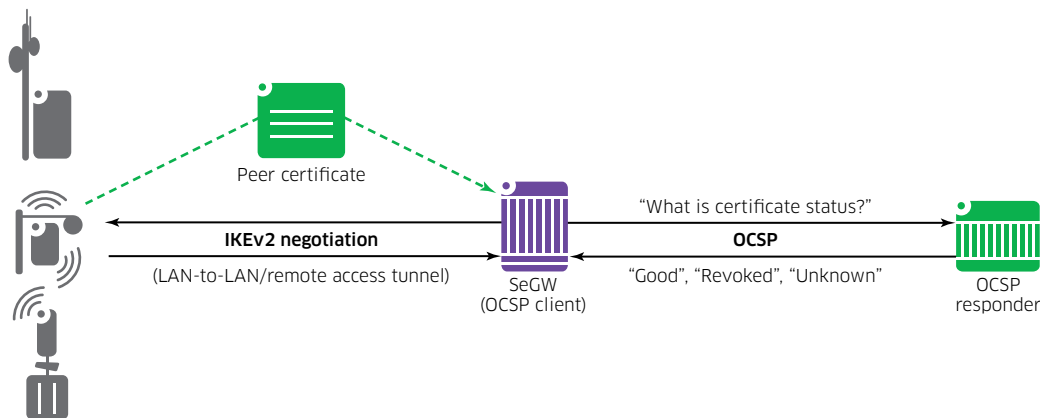 Peer certificate
“What is certificate status?”
IKEv2 negotiation
OCSP
(LAN-to-LAN/remote access tunnel)
“Good”, “Revoked”, “Unknown”
SeGW
(OCSP client)
OCSP
responder